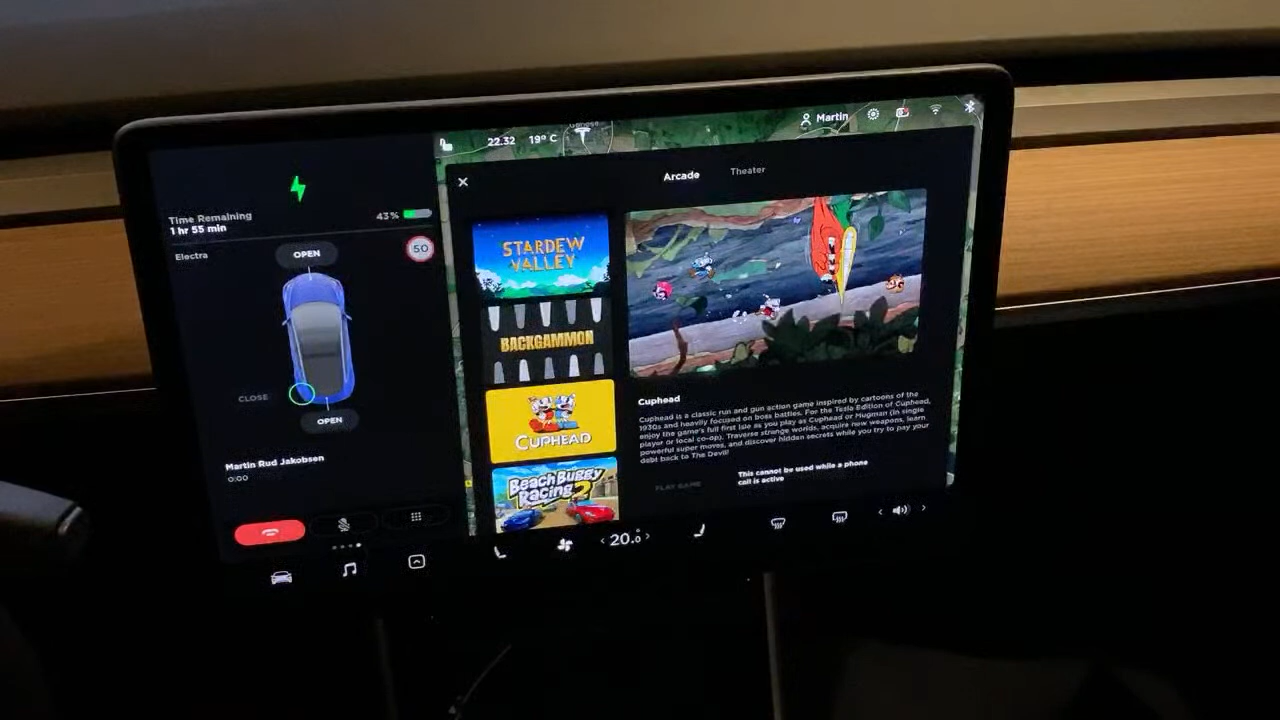 22.32 19° C
Martin
Arcade Theater
Time Remaining
1 hr 55 min
43%
Electra
50
OPEN
CLOSE
OPEN
Martin Rud Jakobsen
0:00
STARDEW
VALLEY
BACKGAMMON
CUPHEAD
Beach Buggy
Racing 2
Cuphead
Cuphead is a classic run and gun action game inspired by cartoons of the
1930s and heavily focused on boss battles. For the Tesla Edition of Cuphead,
enjoy the game's full first Isle as you play as Cuphead or Mugman (in single
player or local co-op). Traverse strange worlds, acquire new weapons, learn
powerful super moves, and discover hidden secrets while you try to pay your
debt back to The Devil!
PLAY GAME
This cannot be used while a phone
call is active
20.0